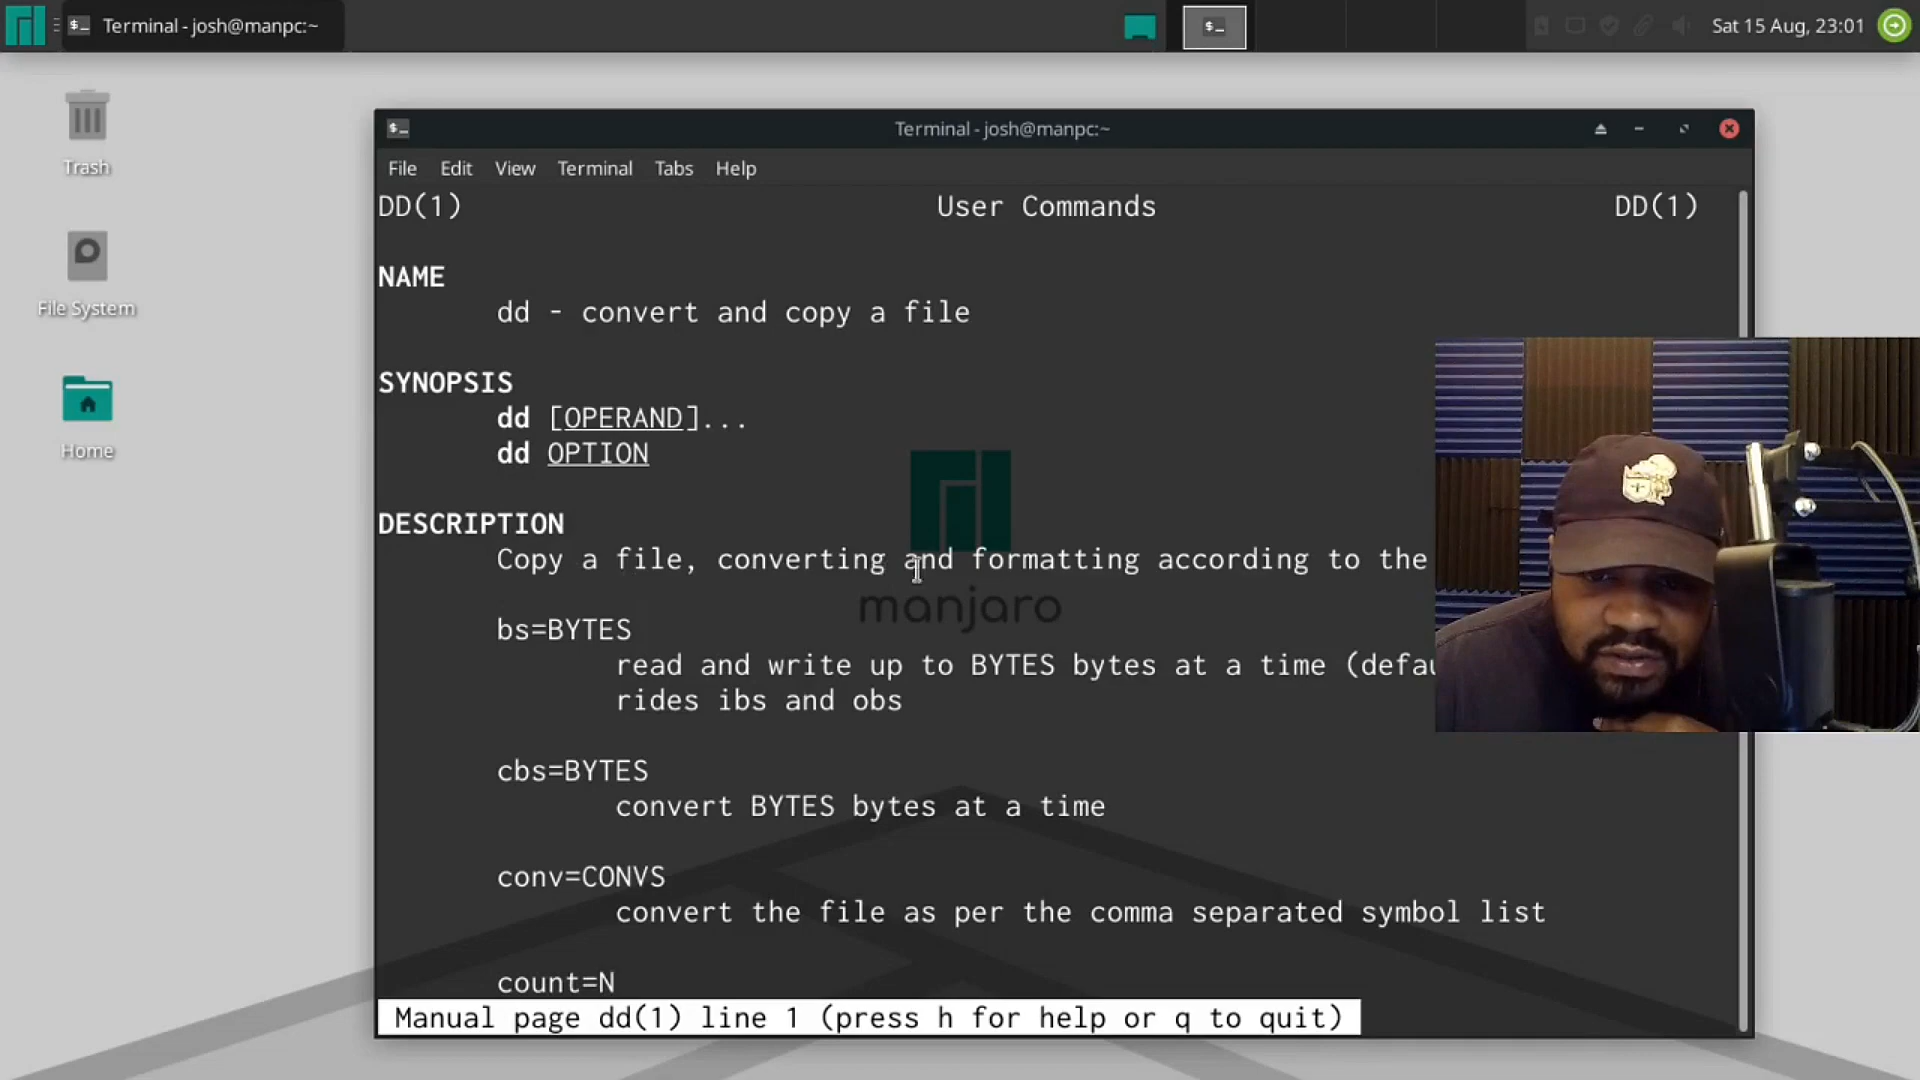 Terminal - josh@manpc:~
Sat 15 Aug, 23:01
Trash
File System
Home
Terminal - josh@manpc:~
File Edit View Terminal Tabs Help
DD(1) User Commands DD(1)
NAME
dd - convert and copy a file
SYNOPSIS
dd [OPERAND]...
dd OPTION
DESCRIPTION
Copy a file, converting and formatting according to the
manjaro
bs=BYTES
read and write up to BYTES bytes at a time (defau
rides ibs and obs
cbs=BYTES
convert BYTES bytes at a time
conv=CONVS
convert the file as per the comma separated symbol list
count=N
Manual page dd(1) line 1 (press h for help or q to quit)